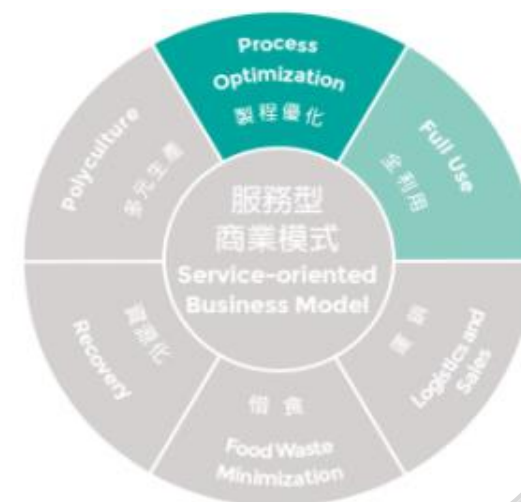 Process
Optimization
製程優化
Full Use
全利用
運銷
Logistics and
Sales
惜食
Food Waste
Minimization
資源化
Recovery
Polyculture
多元生產
服務型
商業模式
Service-oriented
Business Model